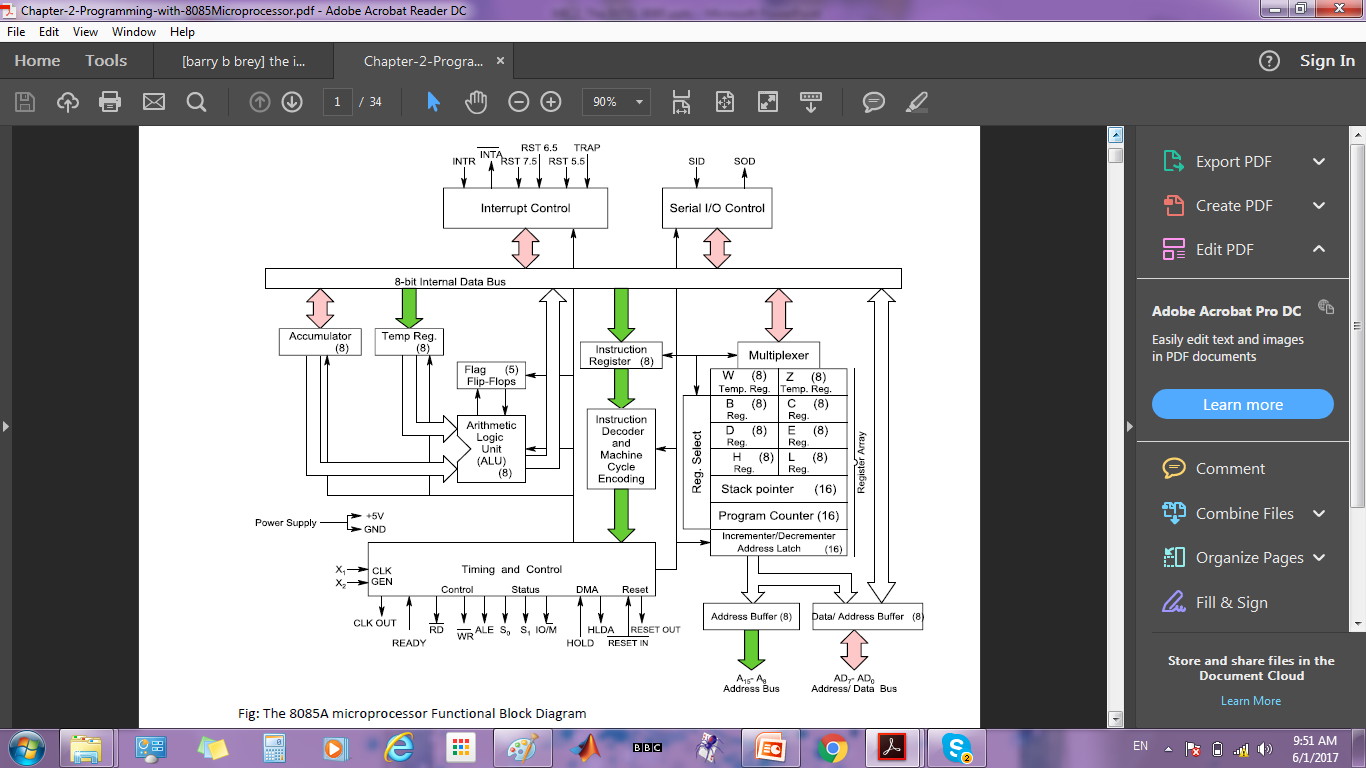 Chapter-2-Programming-with-8085Microprocessor.pdf - Adobe Acrobat Reader DC
File Edit View Window Help
Home Tools [barry b brey] the i... Chapter-2-Progra... × ? Sign In
1 / 34 90%
RST 6.5 TRAP
INTR INTA RST 7.5 RST 5.5 SID SOD
Interrupt Control Serial I/O Control
8-bit Internal Data Bus
Accumulator (8)
Temp Reg. (8)
Flag (5)
Flip-Flops
Arithmetic
Logic
Unit
(ALU)
(8)
Instruction
Register (8)
Instruction
Decoder
and
Machine
Cycle
Encoding
Multiplexer
W (8) Z (8)
Temp. Reg. Temp. Reg.
B (8) C (8)
Reg. Reg.
D (8) E (8)
Reg. Reg.
H (8) L (8)
Reg. Reg.
Stack pointer (16)
Program Counter (16)
Incrementer/Decrementer
Address Latch (16)
Reg. Select
Register Array
Power Supply +5V
GND
X1 CLK
X2 GEN
Timing and Control
Control Status DMA Reset
CLK OUT READY RD WR ALE S0 S1 IO/M HOLD HLDA RESET IN RESET OUT
Address Buffer (8) Data/ Address Buffer (8)
A15- A8
Address Bus
AD7- AD0
Address/ Data Bus
Fig: The 8085A microprocessor Functional Block Diagram
Export PDF
Create PDF
Edit PDF
Adobe Acrobat Pro DC
Easily edit text and images
in PDF documents
Learn more
Comment
Combine Files
Organize Pages
Fill & Sign
Store and share files in the
Document Cloud
Learn More
BBC
2
EN
9:51 AM
6/1/2017